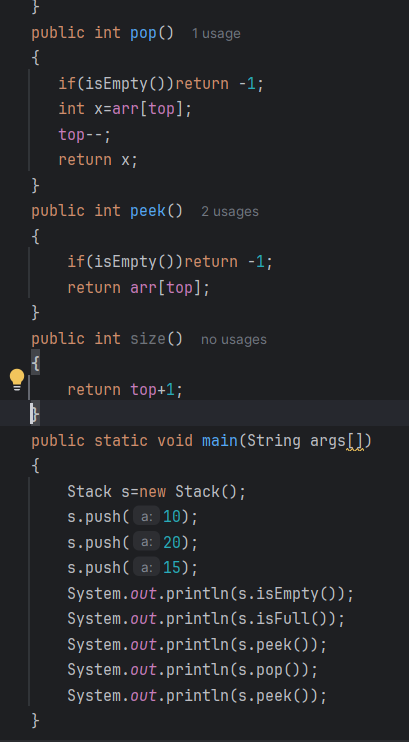 }
public int pop() 1 usage
{
if(isEmpty())return -1;
int x=arr[top];
top--;
return x;
}
public int peek() 2 usages
{
if(isEmpty())return -1;
return arr[top];
}
public int size() no usages
{
return top+1;
}
public static void main(String args[])
{
Stack s=new Stack();
s.push( a: 10);
s.push( a: 20);
s.push( a: 15);
System.out.println(s.isEmpty());
System.out.println(s.isFull());
System.out.println(s.peek());
System.out.println(s.pop());
System.out.println(s.peek());
}